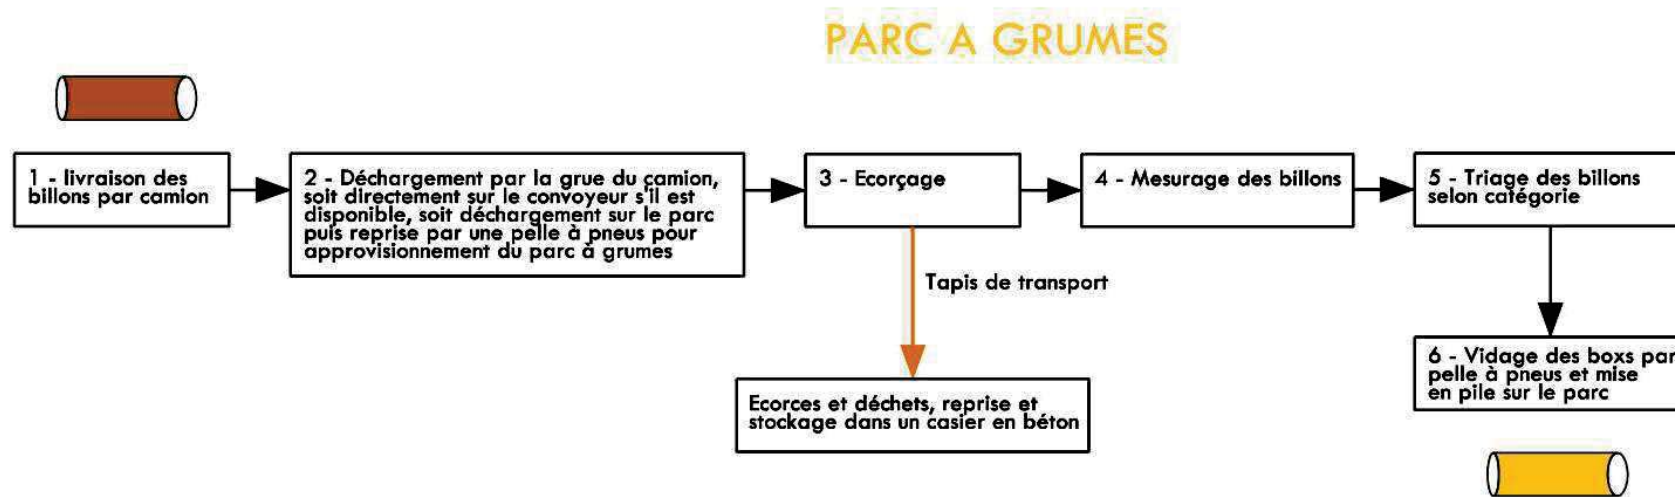 PARC A GRUMES
1 - livraison des
billons par camion
2 - Déchargement par la grue du camion,
soit directement sur le convoyeur s'il est
disponible, soit déchargement sur le parc
puis reprise par une pelle à pneus pour
approvisionnement du parc à grumes
3 - Ecorçage
4 - Mesurage des billons
5 - Triage des billons
selon catégorie
Tapis de transport
6 - Vidage des boxs par
pelle à pneus et mise
en pile sur le parc
Ecorces et déchets, reprise et
stockage dans un casier en béton